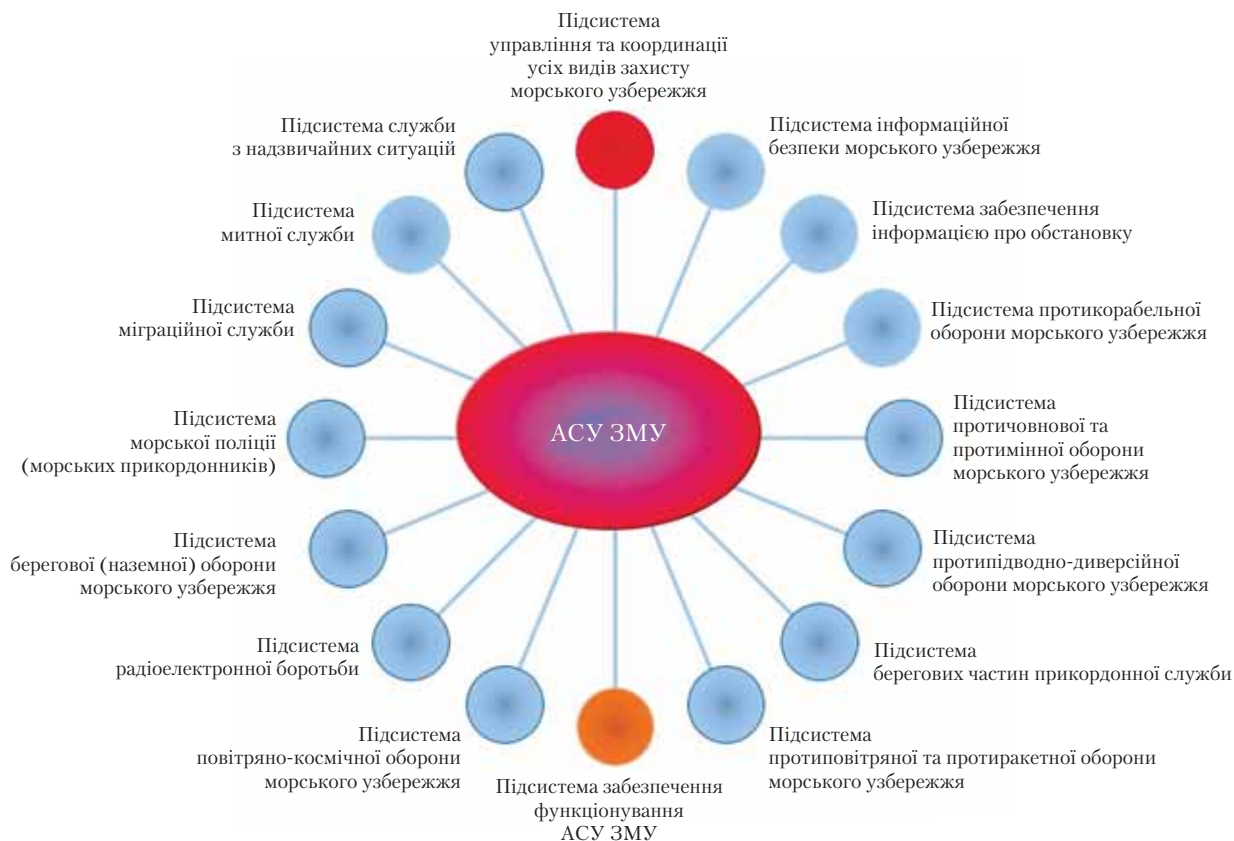 Підсистема
управління та координації
усіх видів захисту
морського узбережжя
Підсистема інформаційної
безпеки морського узбережжя
Підсистема забезпечення
інформацією про обстановку
Підсистема протикорабельної
оборони морського узбережжя
Підсистема
протичовнової та
протимінної оборони
морського узбережжя
Підсистема
протипідводно-диверсійної
оборони морського узбережжя
Підсистема
берегових частин прикордонної служби
Підсистема
протиповітряної та протиракетної оборони
морського узбережжя
Підсистема забезпечення
функціонування
АСУ ЗМУ
Підсистема
повітряно-космічної оборони
морського узбережжя
Підсистема
радіоелектронної боротьби
Підсистема
берегової (наземної) оборони
морського узбережжя
Підсистема
морської поліції
(морських прикордонників)
Підсистема
міграційної служби
Підсистема
митної служби
Підсистема служби
з надзвичайних ситуацій
АСУ ЗМУ